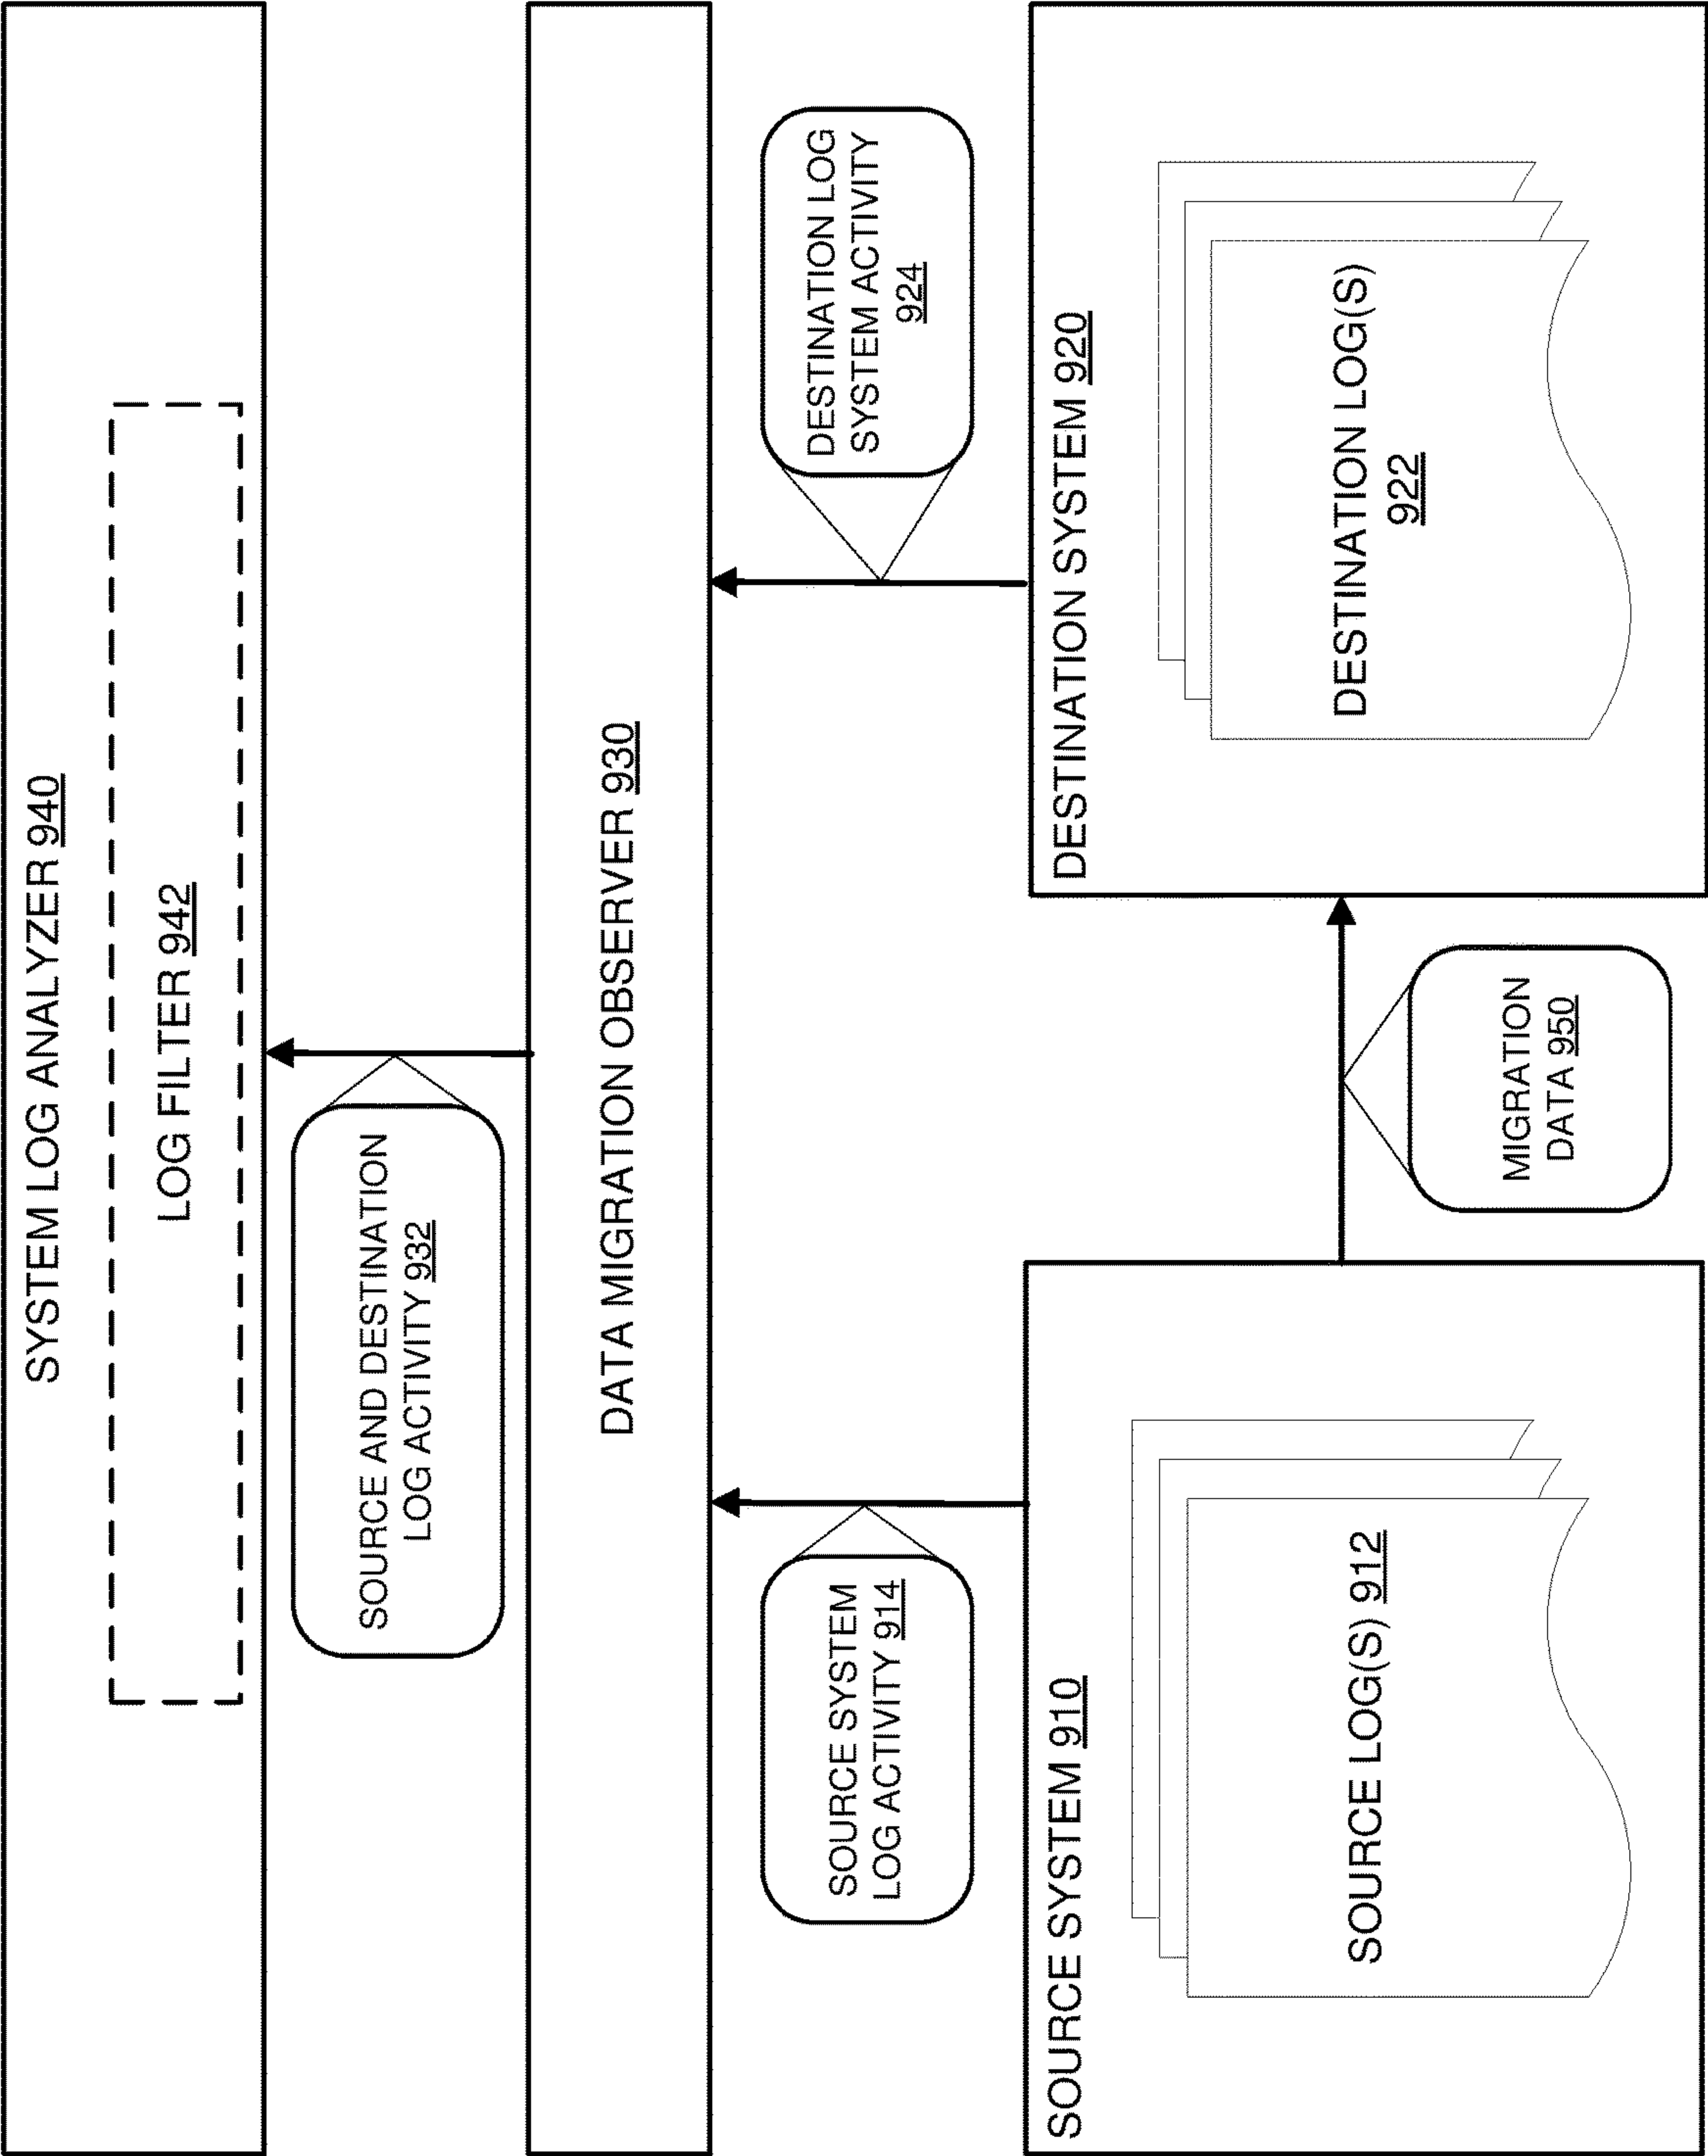 SYSTEM LOG ANALYZER 940
LOG FILTER 942
SOURCE AND DESTINATION
LOG ACTIVITY 932
DATA MIGRATION OBSERVER 930
SOURCE SYSTEM
LOG ACTIVITY 914
DESTINATION LOG
SYSTEM ACTIVITY
924
SOURCE SYSTEM 910
SOURCE LOG(S) 912
MIGRATION
DATA 950
DESTINATION SYSTEM 920
DESTINATION LOG(S)
922